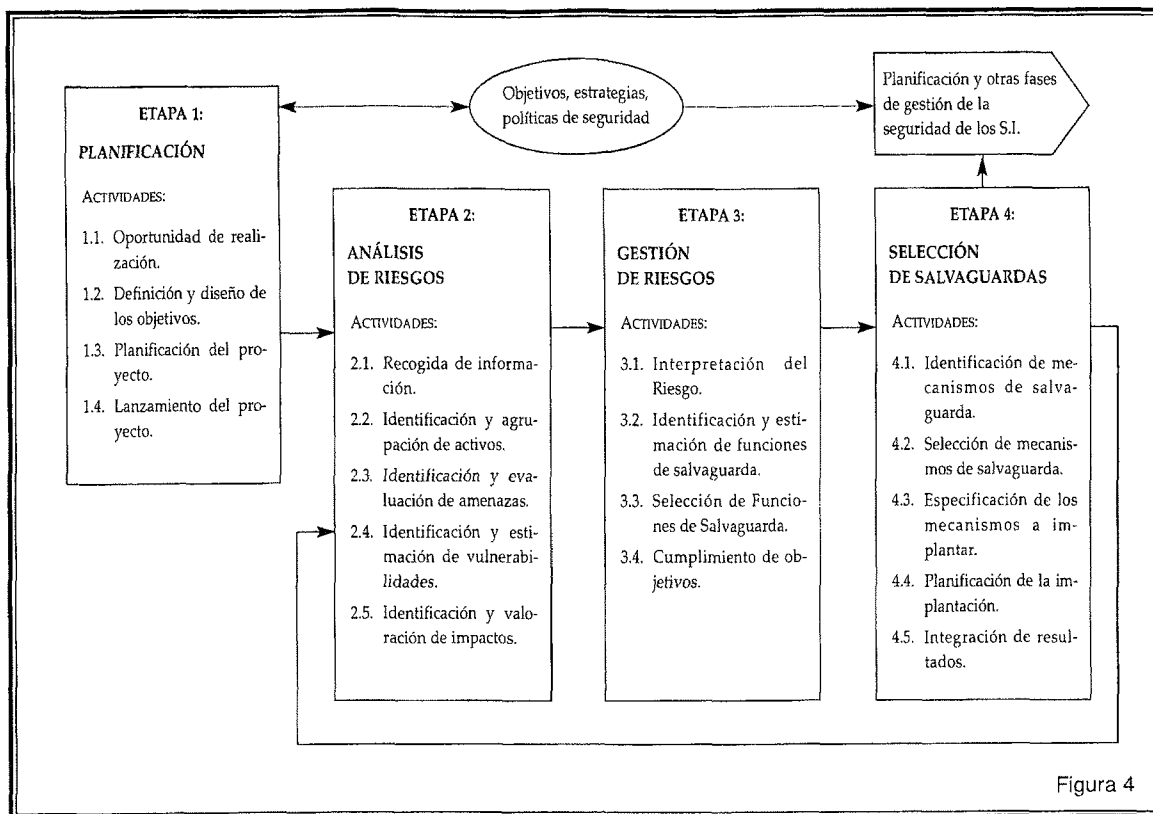 Objetivos, estrategias,
políticas de seguridad
Planificación y otras fases
de gestión de la
seguridad de los S.I.
ETAPA 1:
PLANIFICACIÓN
ACTIVIDADES:
1.1. Oportunidad de reali-
zación.
1.2. Definición y diseño de
los objetivos.
1.3. Planificación del pro-
yecto.
1.4. Lanzamiento del pro-
yecto.
ETAPA 2:
ANÁLISIS
DE RIESGOS
ACTIVIDADES:
2.1. Recogida de informa-
ción.
2.2. Identificación y agru-
pación de activos.
2.3. Identificación y eva-
luación de amenazas.
2.4. Identificación y esti-
mación de vulnerabi-
lidades.
2.5. Identificación y valo-
ración de impactos.
ETAPA 3:
GESTIÓN
DE RIESGOS
ACTIVIDADES:
3.1. Interpretación del
Riesgo.
3.2. Identificación y esti-
mación de funciones
de salvaguarda.
3.3. Selección de Funcio-
nes de Salvaguarda.
3.4. Cumplimiento de ob-
jetivos.
ETAPA 4:
SELECCIÓN
DE SALVAGUARDAS
ACTIVIDADES:
4.1. Identificación de me-
canismos de salva-
guarda.
4.2. Selección de mecanis-
mos de salvaguarda.
4.3. Especificación de los
mecanismos a im-
plantar.
4.4. Planificación de la im-
plantación.
4.5. Integración de resul-
tados.
Figura 4